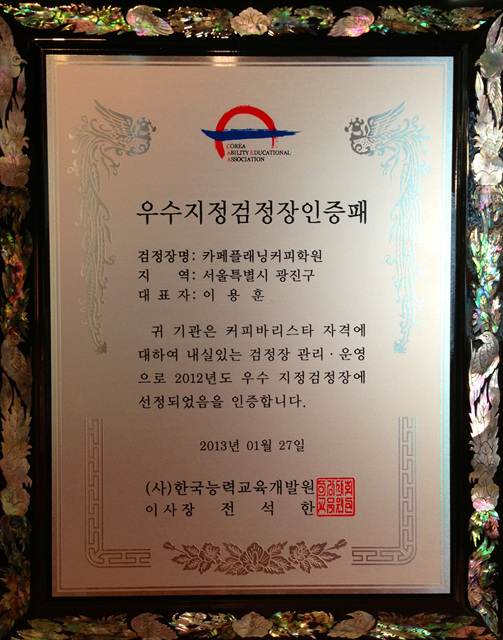 COREA
ABILITY EDUCATIONAL
ASSOCIATION
우수지정검정장인증패
검정장명: 카페플래닝커피학원
지 역: 서울특별시 광진구
대 표 자: 이 용 훈
귀 기관은 커피바리스타 자격에
대하여 내실있는 검정장 관리·운영
으로 2012년도 우수 지정검정장에
선정되었음을 인증합니다.
2013년 01월 27일
(사)한국능력교육개발원
이사장 전 석 한